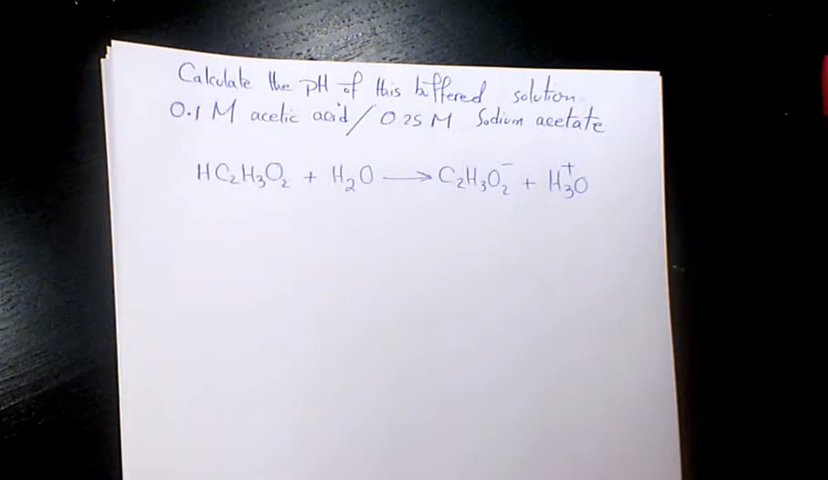 Calculate the pH of this buffered solution
0.1 M acetic acid / 0.25 M Sodium acetate
HC₂H₃O₂ + H₂O ⟶ C₂H₃O₂⁻ + H₃⁺O